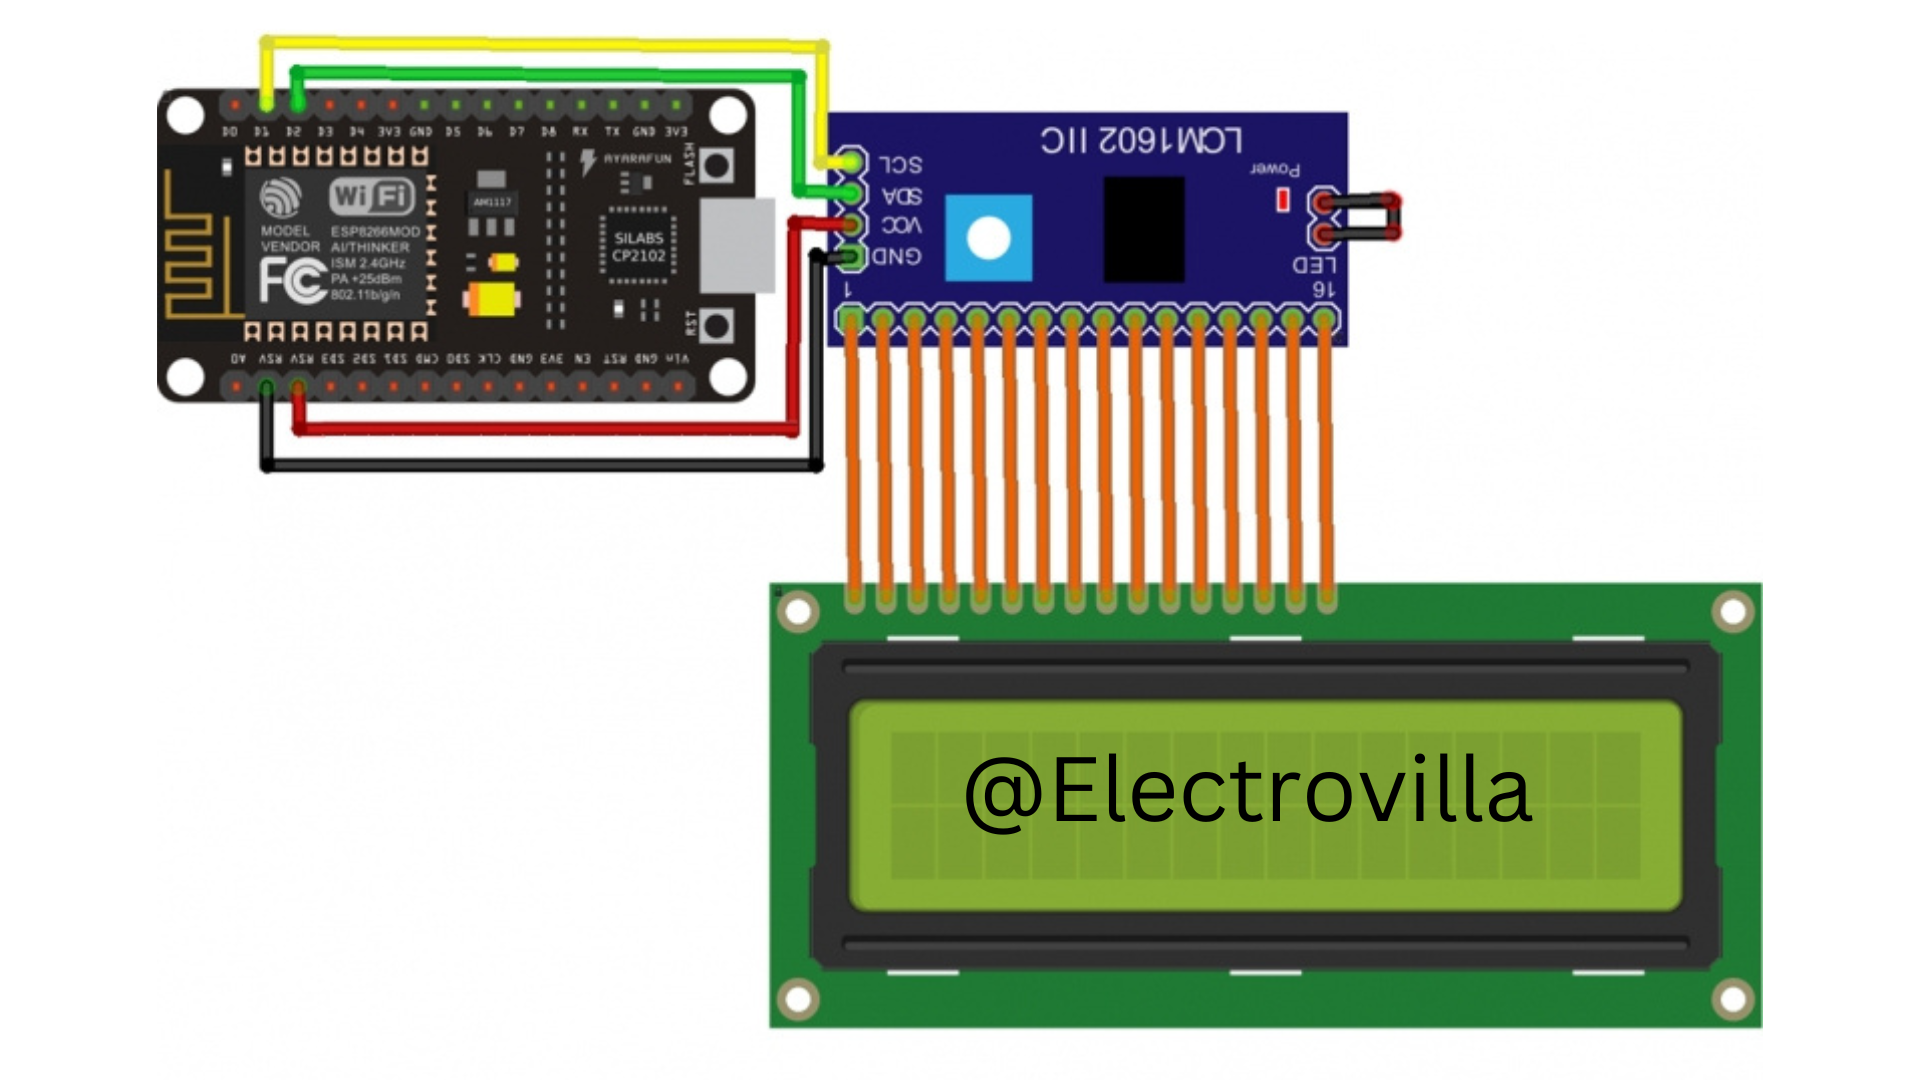 D0 D1 D2 D3 D4 3V3 GND D5 D6 D7 D8 RX TX GND 3V3
AYARAFUN
FLASH
WiFi
MODEL
VENDOR
ESP8266MOD
AI/THINKER
ISM 2.4GHz
PA +25dBm
802.11b/g/n
FC
AM1117
SILABS
CP2102
RST
A0 RSV RSV SD3 SD2 SD1 CMD SD0 CLK GND 3V3 EN RST GND Vin
LCM1602 IIC
Power
SCL
SDA
VCC
GND
LED
1
16
@Electrovilla